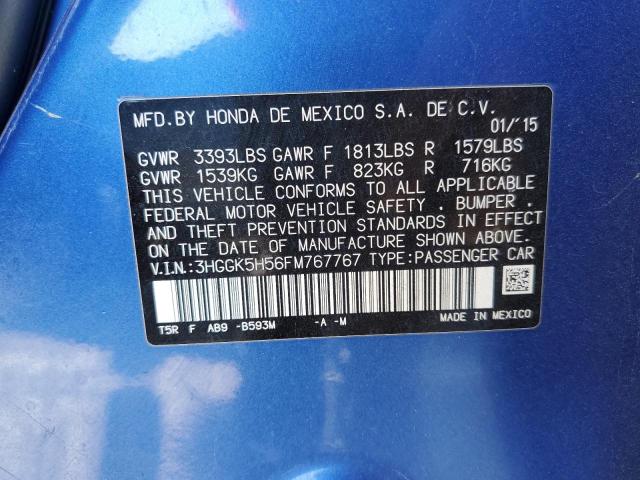 MFD.BY HONDA DE MEXICO S.A. DE C.V.
01/'15
GVWR 3393LBS GAWR F 1813LBS R 1579LBS
GVWR 1539KG GAWR F 823KG R 716KG
THIS VEHICLE CONFORMS TO ALL APPLICABLE
FEDERAL MOTOR VEHICLE SAFETY . BUMPER .
AND THEFT PREVENTION STANDARDS IN EFFECT
ON THE DATE OF MANUFACTURE SHOWN ABOVE.
V.I.N.:3HGGK5H56FM767767 TYPE:PASSENGER CAR
T5R F AB9 -B593M -A -M MADE IN MEXICO